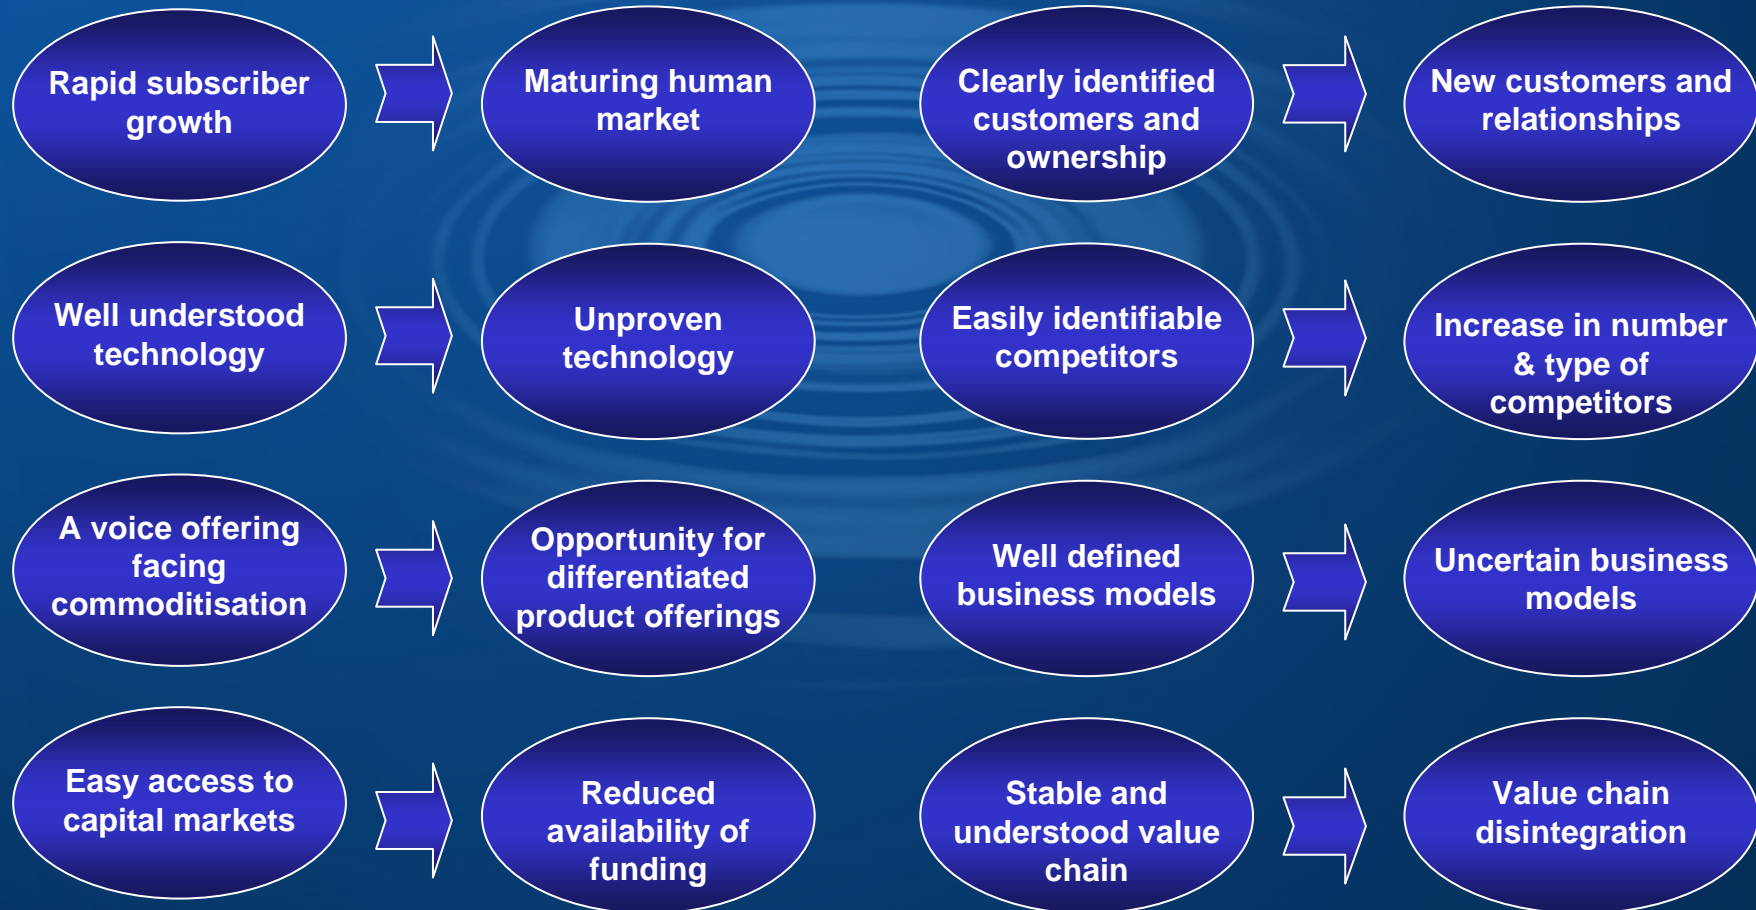 Rapid subscriber
growth
Maturing human
market
Clearly identified
customers and
ownership
New customers and
relationships
Well understood
technology
Unproven
technology
Easily identifiable
competitors
Increase in number
& type of
competitors
A voice offering
facing
commoditisation
Opportunity for
differentiated
product offerings
Well defined
business models
Uncertain business
models
Easy access to
capital markets
Reduced
availability of
funding
Stable and
understood value
chain
Value chain
disintegration